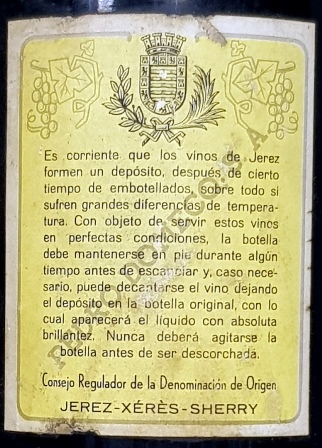 Es corriente que los vinos de Jerez
formen un depósito, después de cierto
tiempo de embotellados, sobre todo si
sufren grandes diferencias de tempera-
tura. Con objeto de servir estos vinos
en perfectas condiciones, la botella
debe mantenerse en pie durante algún
tiempo antes de escanciar y, caso nece-
sario, puede decantarse el vino dejando
el depósito en la botella original, con lo
cual aparecerá el líquido con absoluta
brillantez. Nunca deberá agitarse la
botella antes de ser descorchada.
Consejo Regulador de la Denominación de Origen
JEREZ-XÉRÈS-SHERRY
PEDRO DOMECQ S A